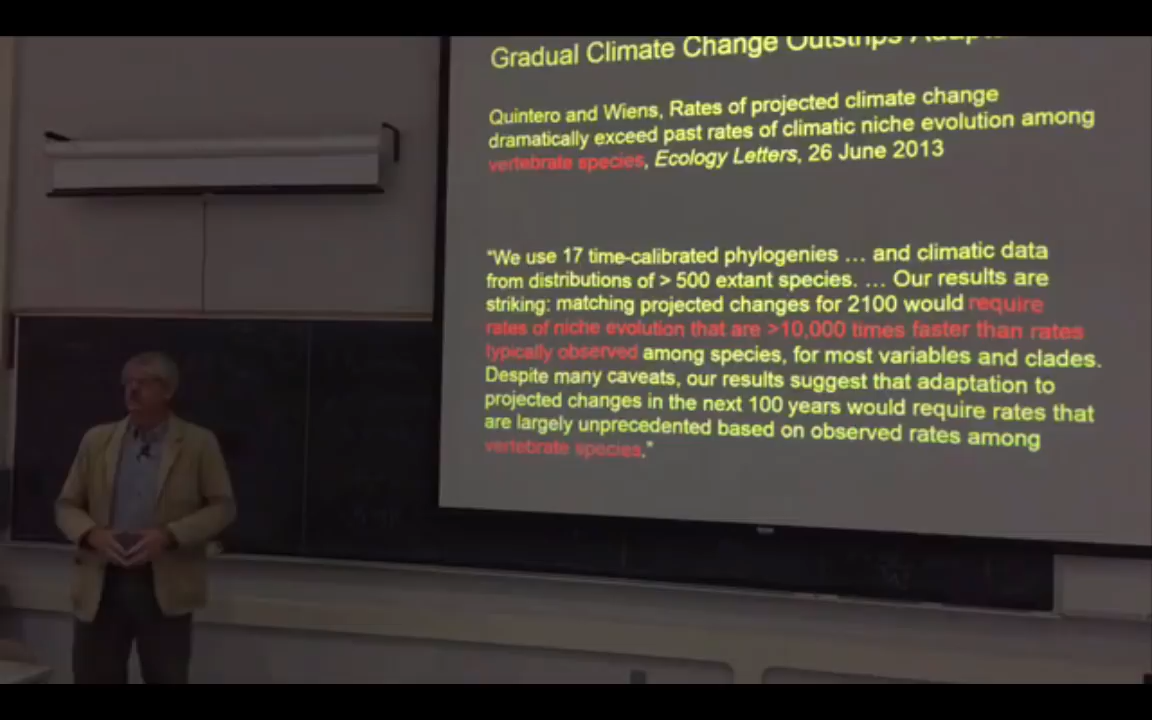 Gradual Climate Change Outstrips
Quintero and Wiens, Rates of projected climate change
dramatically exceed past rates of climatic niche evolution among
vertebrate species, Ecology Letters, 26 June 2013
"We use 17 time-calibrated phylogenies ... and climatic data
from distributions of > 500 extant species. ... Our results are
striking: matching projected changes for 2100 would require
rates of niche evolution that are >10,000 times faster than rates
typically observed among species, for most variables and clades.
Despite many caveats, our results suggest that adaptation to
projected changes in the next 100 years would require rates that
are largely unprecedented based on observed rates among
vertebrate species."